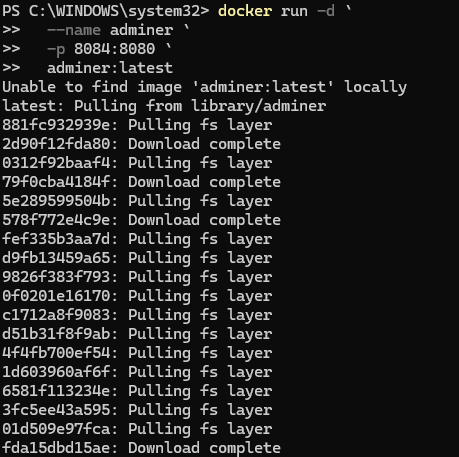 PS C:\WINDOWS\system32> docker run -d `
>>   --name adminer `
>>   -p 8084:8080 `
>>   adminer:latest
Unable to find image 'adminer:latest' locally
latest: Pulling from library/adminer
881fc932939e: Pulling fs layer
2d90f12fda80: Download complete
0312f92baaf4: Pulling fs layer
79f0cba4184f: Download complete
5e289599504b: Pulling fs layer
578f772e4c9e: Download complete
fef335b3aa7d: Pulling fs layer
d9fb13459a65: Pulling fs layer
9826f383f793: Pulling fs layer
0f0201e16170: Pulling fs layer
c1712a8f9083: Pulling fs layer
d51b31f8f9ab: Pulling fs layer
4f4fb700ef54: Pulling fs layer
1d603960af6f: Pulling fs layer
6581f113234e: Pulling fs layer
3fc5ee43a595: Pulling fs layer
01d509e97fca: Pulling fs layer
fda15dbd15ae: Download complete